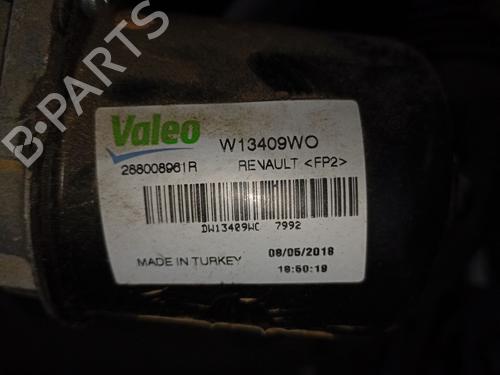 Valeo W13409WO
288008961R RENAULT <FP2>
DW13409WC 7992
MADE IN TURKEY 08/05/2018
18:50:19
B-PARTS